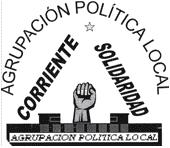 AGRUPACIÓN POLÍTICA LOCAL
CORRIENTE
SOLIDARIDAD
AGRUPACION POLITICA LOCAL